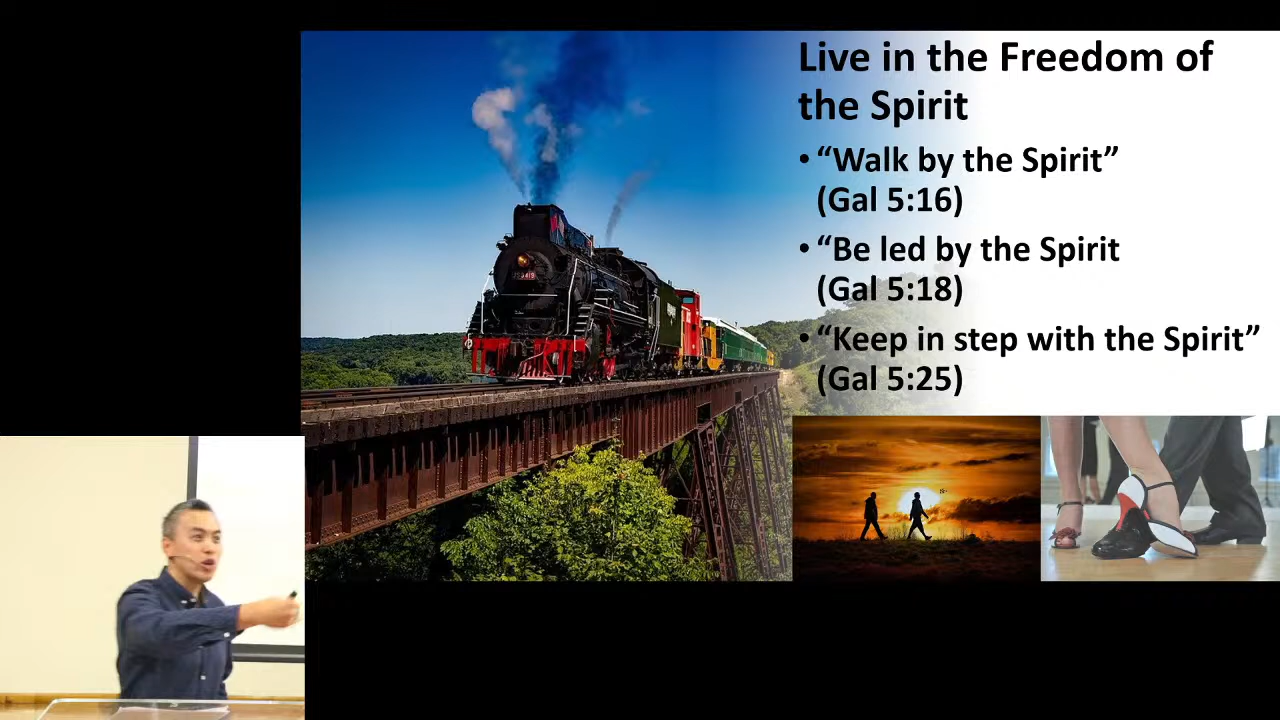 Live in the Freedom of
the Spirit
• “Walk by the Spirit”
(Gal 5:16)
• “Be led by the Spirit
(Gal 5:18)
• “Keep in step with the Spirit”
(Gal 5:25)